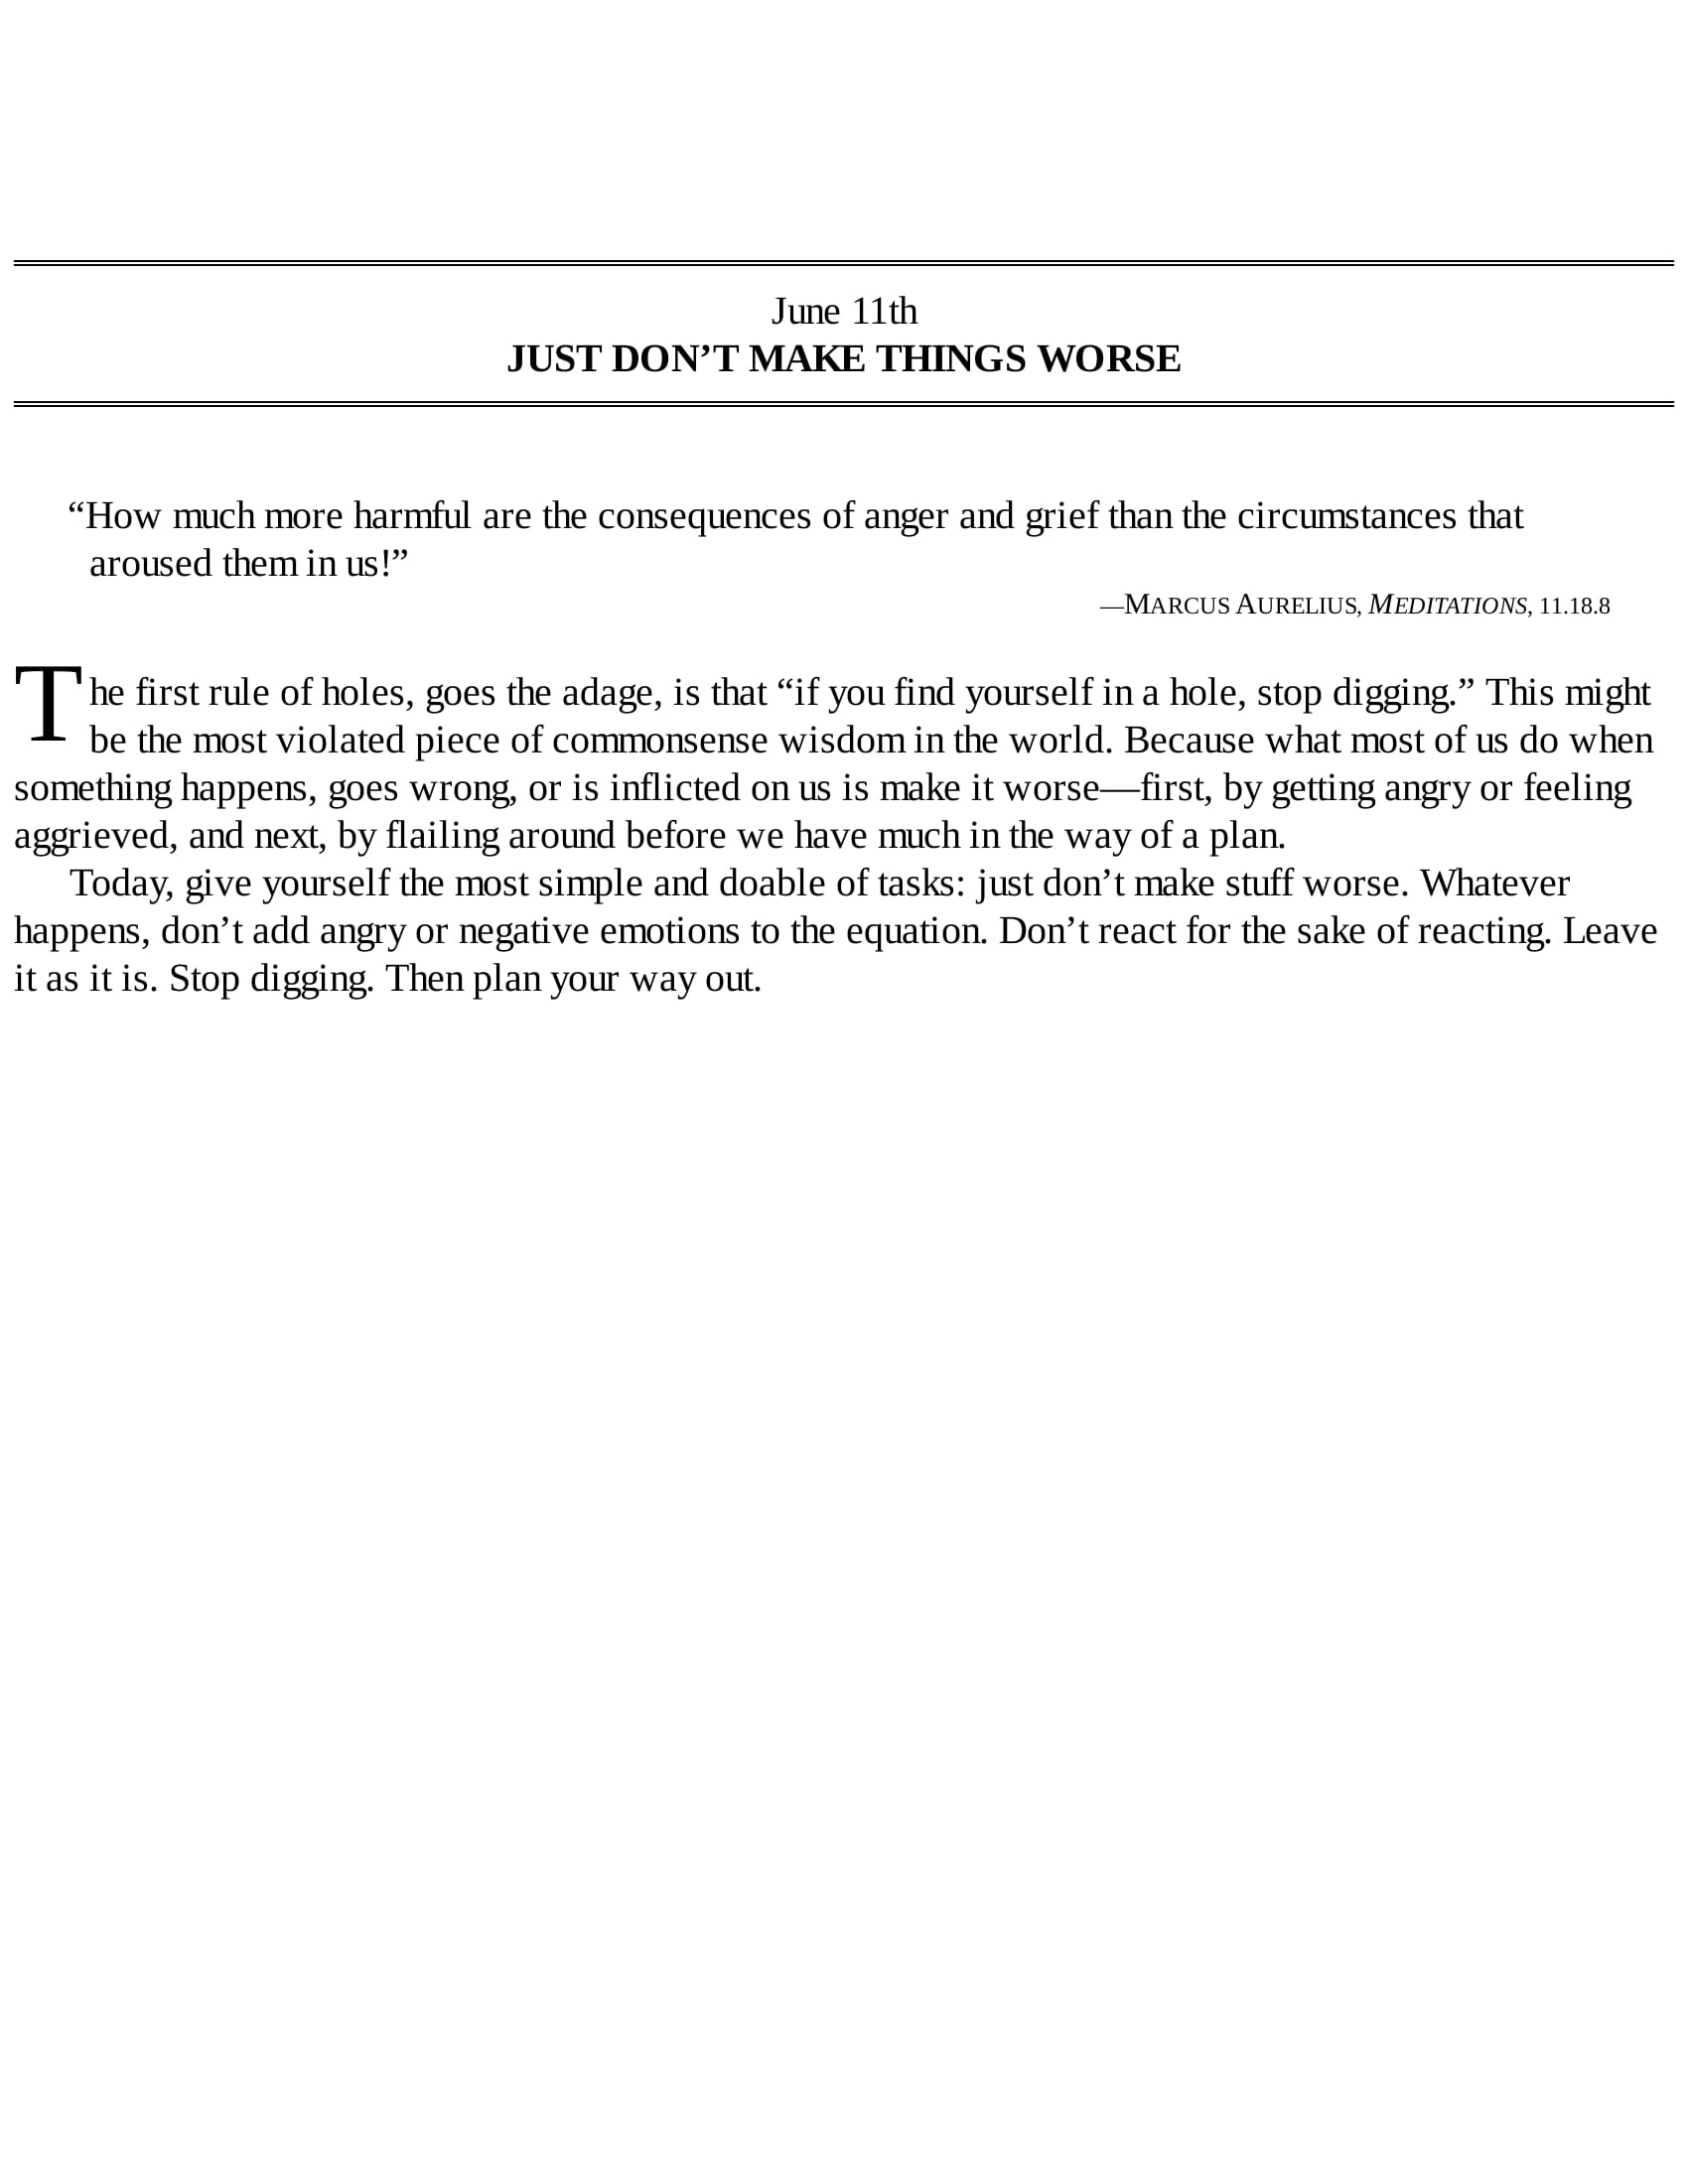 June 11th
JUST DON’T MAKE THINGS WORSE
“How much more harmful are the consequences of anger and grief than the circumstances that
aroused them in us!”
—MARCUS AURELIUS, MEDITATIONS, 11.18.8
The first rule of holes, goes the adage, is that “if you find yourself in a hole, stop digging.” This might
be the most violated piece of commonsense wisdom in the world. Because what most of us do when
something happens, goes wrong, or is inflicted on us is make it worse—first, by getting angry or feeling
aggrieved, and next, by flailing around before we have much in the way of a plan.
Today, give yourself the most simple and doable of tasks: just don’t make stuff worse. Whatever
happens, don’t add angry or negative emotions to the equation. Don’t react for the sake of reacting. Leave
it as it is. Stop digging. Then plan your way out.